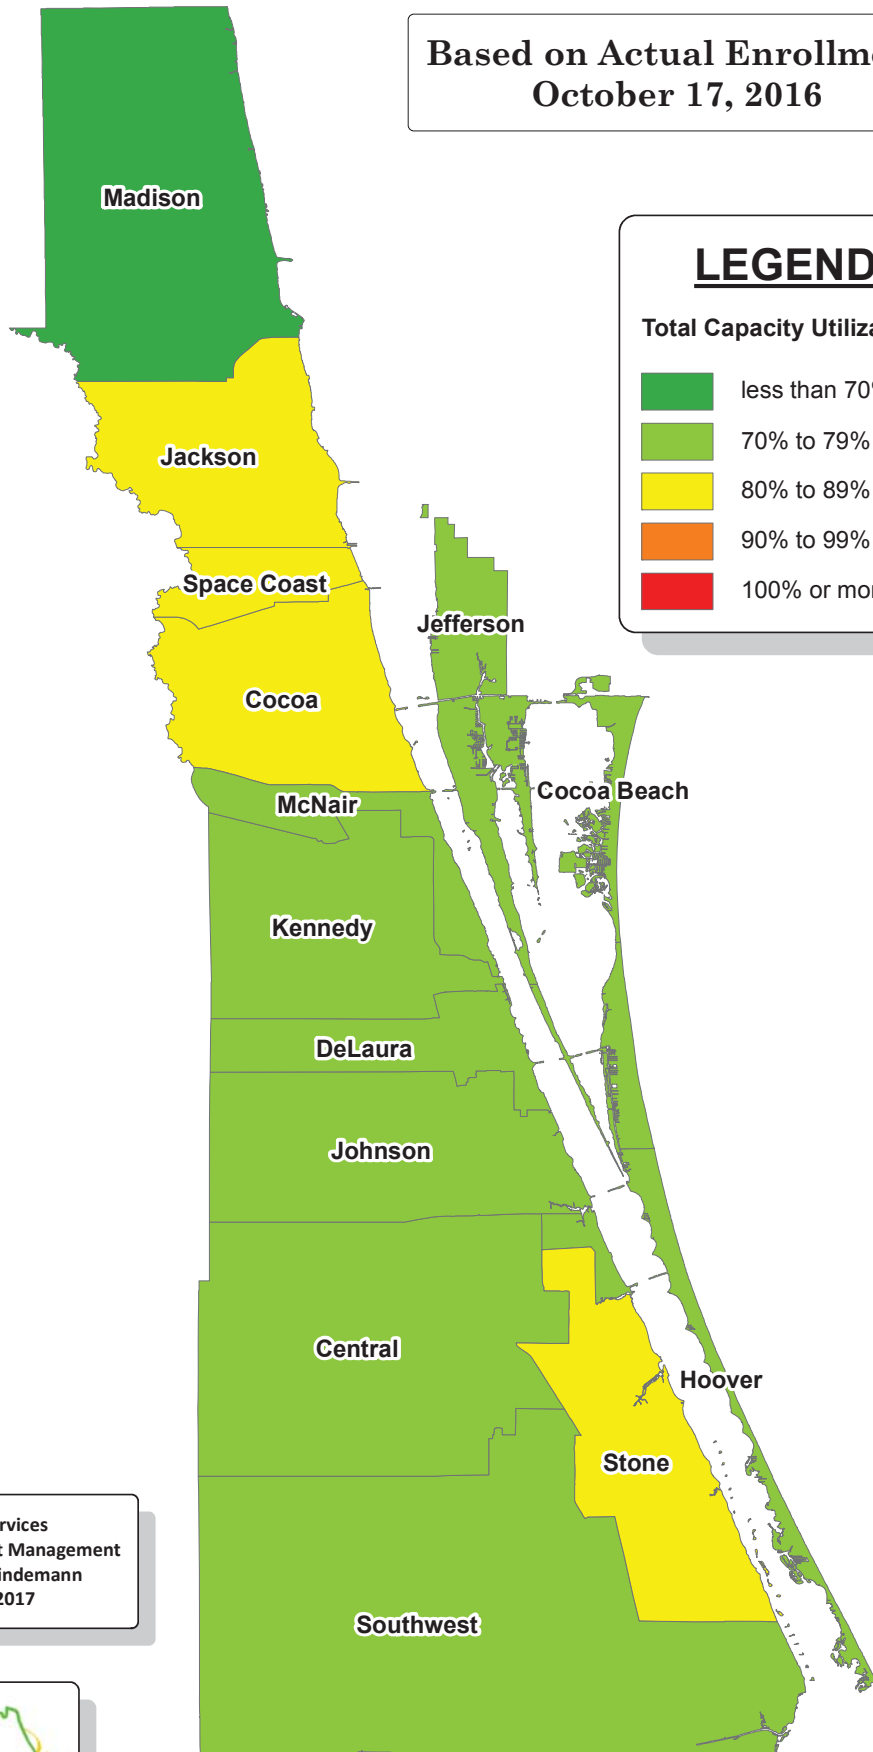 Based on Actual Enrollm
October 17, 2016
Madison
LEGEND
Total Capacity Utiliz
less than 70
70% to 79%
80% to 89%
90% to 99%
100% or mo
Jackson
Space Coast
Jefferson
Cocoa
Cocoa Beach
McNair
Kennedy
DeLaura
Johnson
Central
Hoover
Stone
rvices
t Management
indemann
2017
Southwest